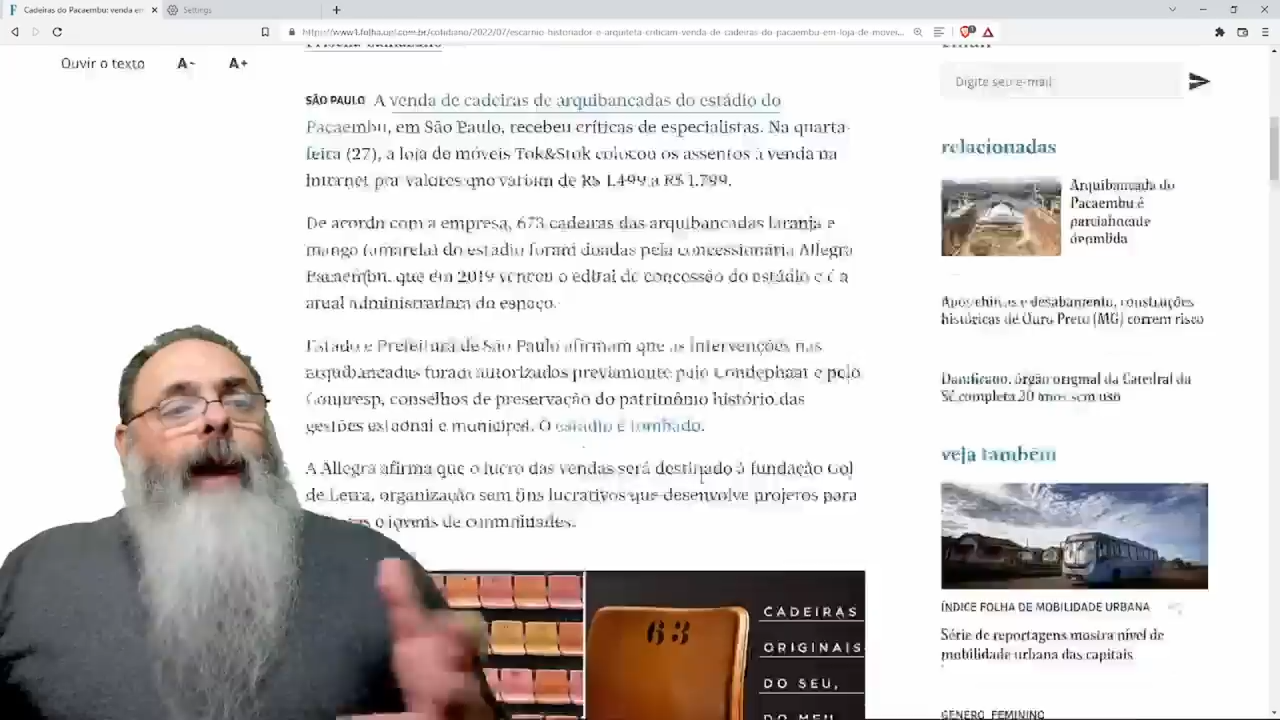 Cadeiras do Pacaembu: venda em
Settings
https://www1.folha.uol.com.br/cotidiano/2022/07/escarnio-historiador-e-arquiteta-criticam-venda-de-cadeiras-do-pacaembu-em-loja-de-movei...
Ouvir o texto A- A+
Digite seu e-mail
SÃO PAULO A venda de cadeiras de arquibancadas do estádio do
Pacaembu, em São Paulo, recebeu críticas de especialistas. Na quarta-
feira (27), a loja de móveis Tok&Stok colocou os assentos à venda na
internet por valores que variam de R$ 1.499 a R$ 1.799.
De acordo com a empresa, 673 cadeiras das arquibancadas laranja e
manga (amarela) do estádio foram doadas pela concessionária Allegra
Pacaembu, que em 2019 venceu o edital de concessão do estádio e é a
atual administradora do espaço.
Estado e Prefeitura de São Paulo afirmam que as intervenções nas
arquibancadas foram autorizados previamente pelo Condephaat e pelo
Conpresp, conselhos de preservação do patrimônio histório das
gestões estadual e municipal. O estádio é tombado.
A Allegra afirma que o lucro das vendas será destinado à fundação Gol
de Letra, organização sem fins lucrativos que desenvolve projetos para
e jovens de comunidades.
63
CADEIRAS
ORIGINAIS
DO SEU,
DO MEU
relacionadas
Arquibancada do
Pacaembu é
parcialmente
demolida
Após chuvas e desabamento, construções
históricas de Ouro Preto (MG) correm risco
Danificado, órgão original da Catedral da
Sé completa 20 anos sem uso
veja também
ÍNDICE FOLHA DE MOBILIDADE URBANA
Série de reportagens mostra nível de
mobilidade urbana das capitais
GÊNERO FEMININO